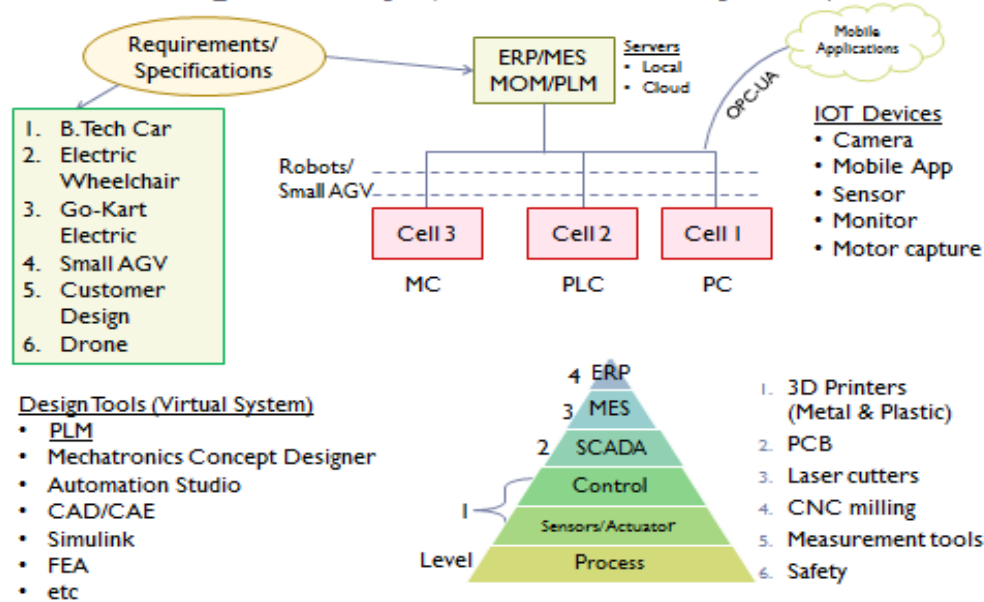 Requirements/
Specifications
ERP/MES
MOM/PLM
Servers
• Local
• Cloud
Mobile
Applications
OPC-UA
1. B.Tech Car
2. Electric
Wheelchair
3. Go-Kart
Electric
4. Small AGV
5. Customer
Design
6. Drone
Robots/
Small AGV
Cell 3
Cell 2
Cell 1
MC
PLC
PC
IOT Devices
• Camera
• Mobile App
• Sensor
• Monitor
• Motor capture
Design Tools (Virtual System)
• PLM
• Mechatronics Concept Designer
• Automation Studio
• CAD/CAE
• Simulink
• FEA
• etc
4 ERP
3 MES
2 SCADA
Control
1
Sensors/Actuator
Level
Process
1. 3D Printers
(Metal & Plastic)
2. PCB
3. Laser cutters
4. CNC milling
5. Measurement tools
6. Safety